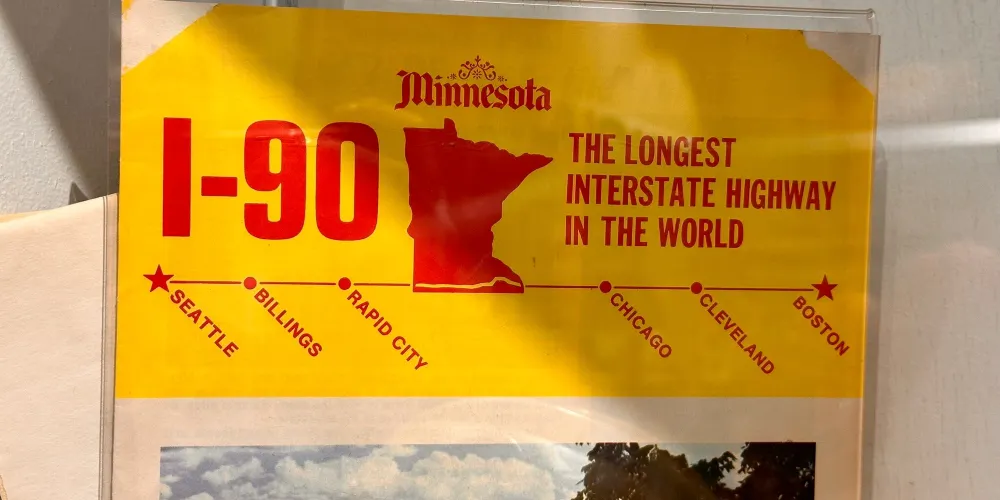 Minnesota
I-90
THE LONGEST
INTERSTATE HIGHWAY
IN THE WORLD
SEATTLE
BILLINGS
RAPID CITY
CHICAGO
CLEVELAND
BOSTON